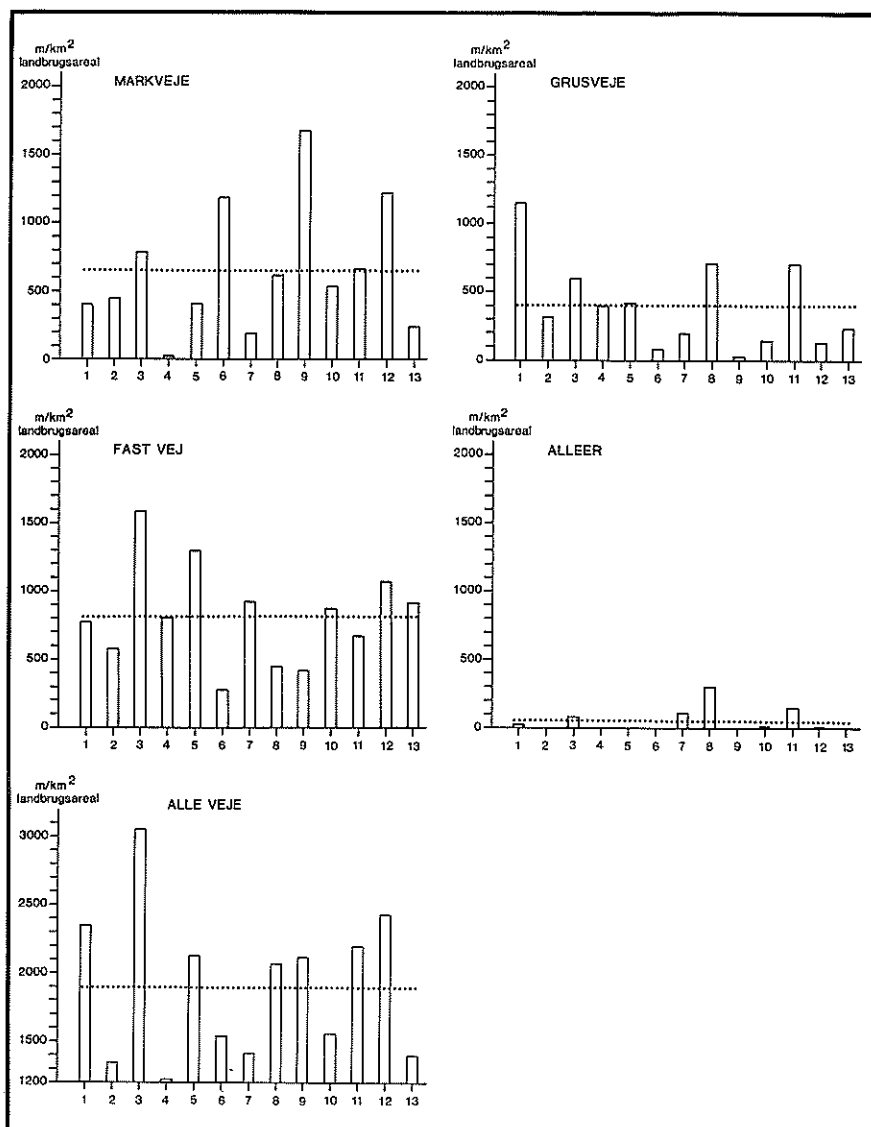 m/km²
landbrugsareal
MARKVEJE
2000
1500
1000
500
0
1 2 3 4 5 6 7 8 9 10 11 12 13
m/km²
landbrugsareal
GRUSVEJE
2000
1500
1000
500
0
1 2 3 4 5 6 7 8 9 10 11 12 13
m/km²
landbrugsareal
FAST VEJ
2000
1500
1000
500
0
1 2 3 4 5 6 7 8 9 10 11 12 13
m/km²
landbrugsareal
ALLEER
2000
1500
1000
500
0
1 2 3 4 5 6 7 8 9 10 11 12 13
m/km²
landbrugsareal
ALLE VEJE
3000
2500
2000
1500
1200
1 2 3 4 5 6 7 8 9 10 11 12 13